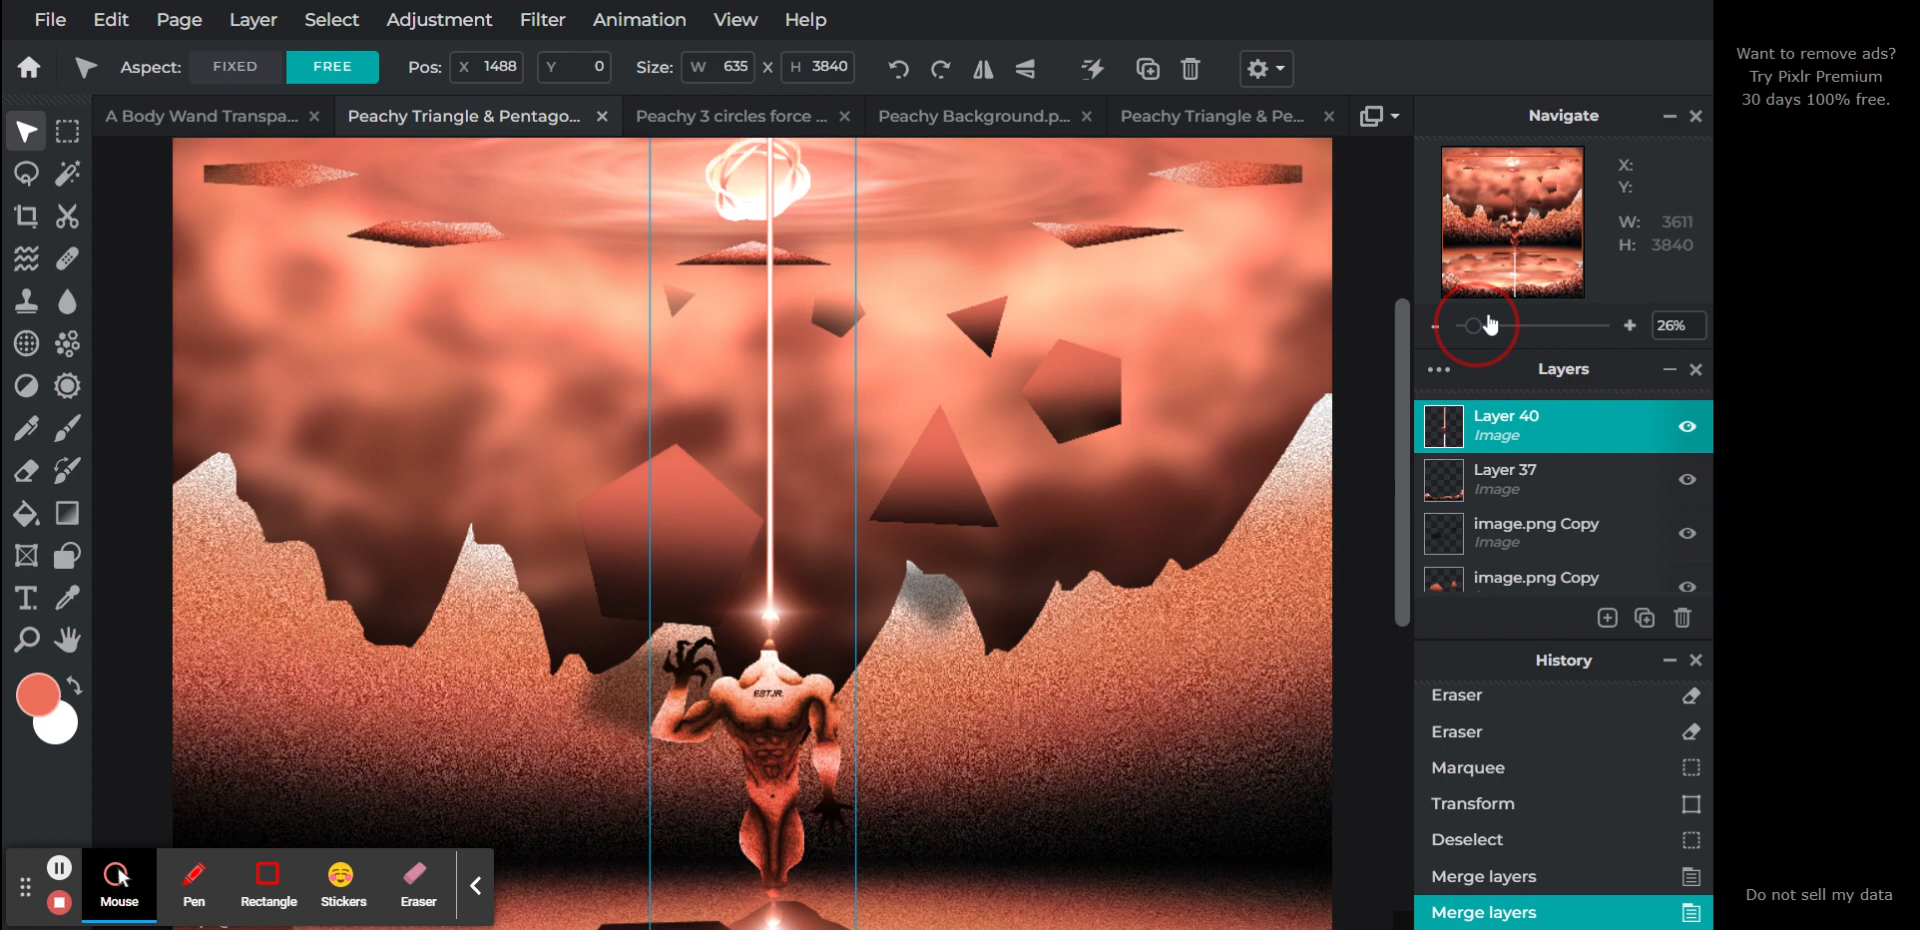 File Edit Page Layer Select Adjustment Filter Animation View Help
Aspect: FIXED FREE Pos: X 1488 Y 0 Size: W 635 X H 3840
A Body Wand Transpa... Peachy Triangle & Pentago... Peachy 3 circles force ... Peachy Background.p... Peachy Triangle & Pe...
Navigate
X:
Y:
W: 3611
H: 3840
26%
Layers
Layer 40
Image
Layer 37
Image
image.png Copy
Image
image.png Copy
History
Eraser
Eraser
Marquee
Transform
Deselect
Merge layers
Merge layers
ESTJR.
Mouse Pen Rectangle Stickers Eraser
Want to remove ads?
Try Pixlr Premium
30 days 100% free.
Do not sell my data